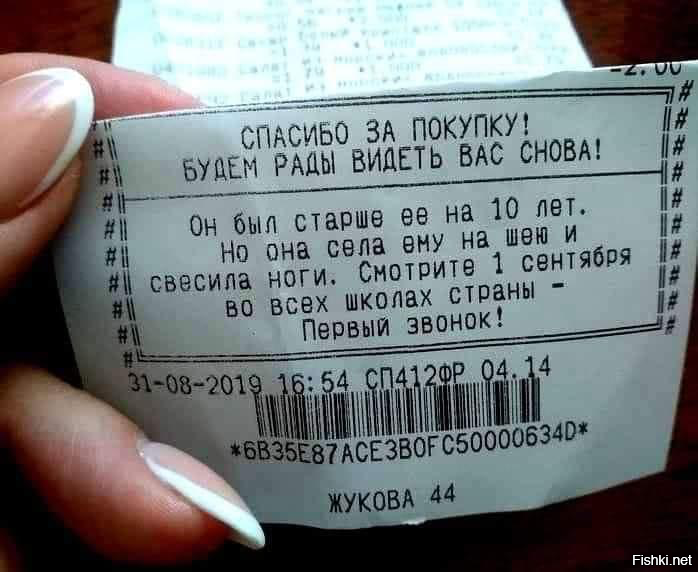 -2.00
СПАСИБО ЗА ПОКУПКУ!
БУДЕМ РАДЫ ВИДЕТЬ ВАС СНОВА!
Он был старше ее на 10 лет.
Но она села ему на шею и
свесила ноги. Смотрите 1 сентября
во всех школах страны -
Первый звонок!
31-08-2019 16:54 СП412ФР 04.14
*6B35E87ACE3B0FC50000634D*
ЖУКОВА 44
Fishki.net